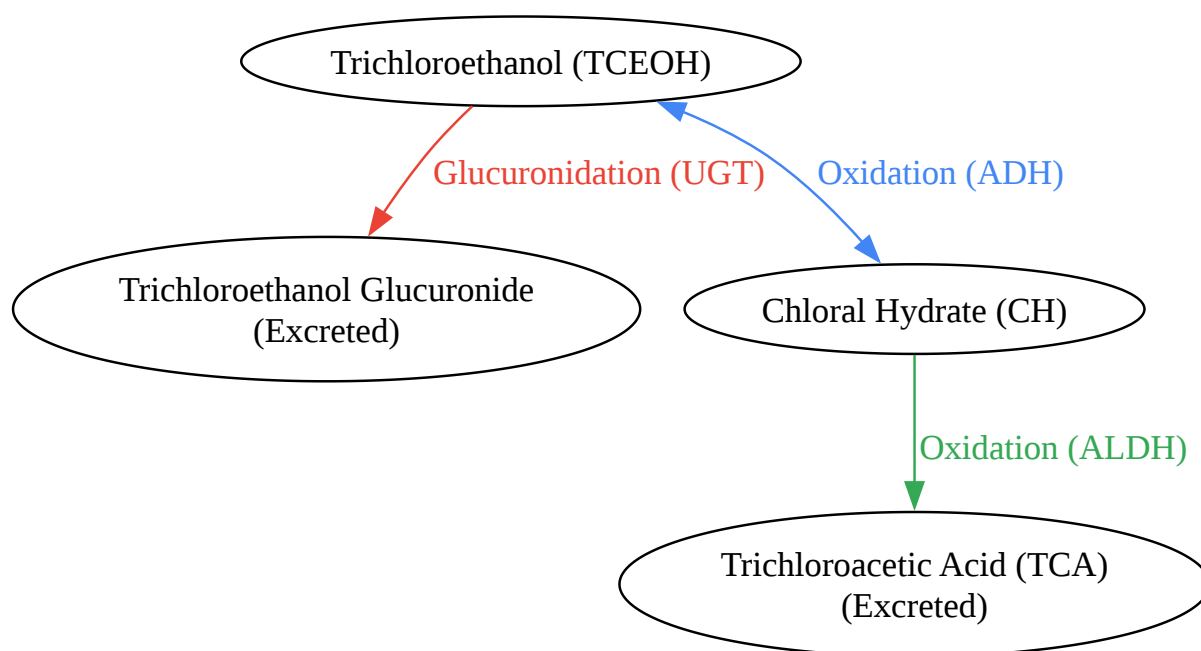 Trichloroethanol (TCEOH)
Glucuronidation (UGT)
Oxidation (ADH)
Trichloroethanol Glucuronide
(Excreted)
Chloral Hydrate (CH)
Oxidation (ALDH)
Trichloroacetic Acid (TCA)
(Excreted)